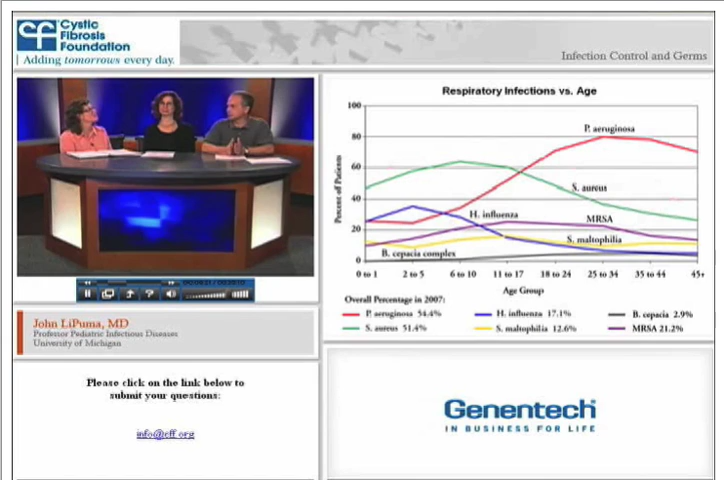 Cystic
Fibrosis
Foundation
Adding tomorrows every day.
Infection Control and Germs
Respiratory Infections vs. Age
Percent of Patients
100
80
60
40
20
0
P. aeruginosa
S. aureus
H. influenza
MRSA
S. maltophilia
B. cepacia complex
0 to 1 2 to 5 6 to 10 11 to 17 18 to 24 25 to 34 35 to 44 45+
Age Group
Overall Percentage in 2007:
P. aeruginosa 54.4% H. influenza 17.1% B. cepacia 2.9%
S. aureus 51.4% S. maltophilia 12.6% MRSA 21.2%
John LiPuma, MD
Professor Pediatric Infectious Diseases
University of Michigan
Please click on the link below to
submit your questions:
info@cff.org
Genentech
IN BUSINESS FOR LIFE